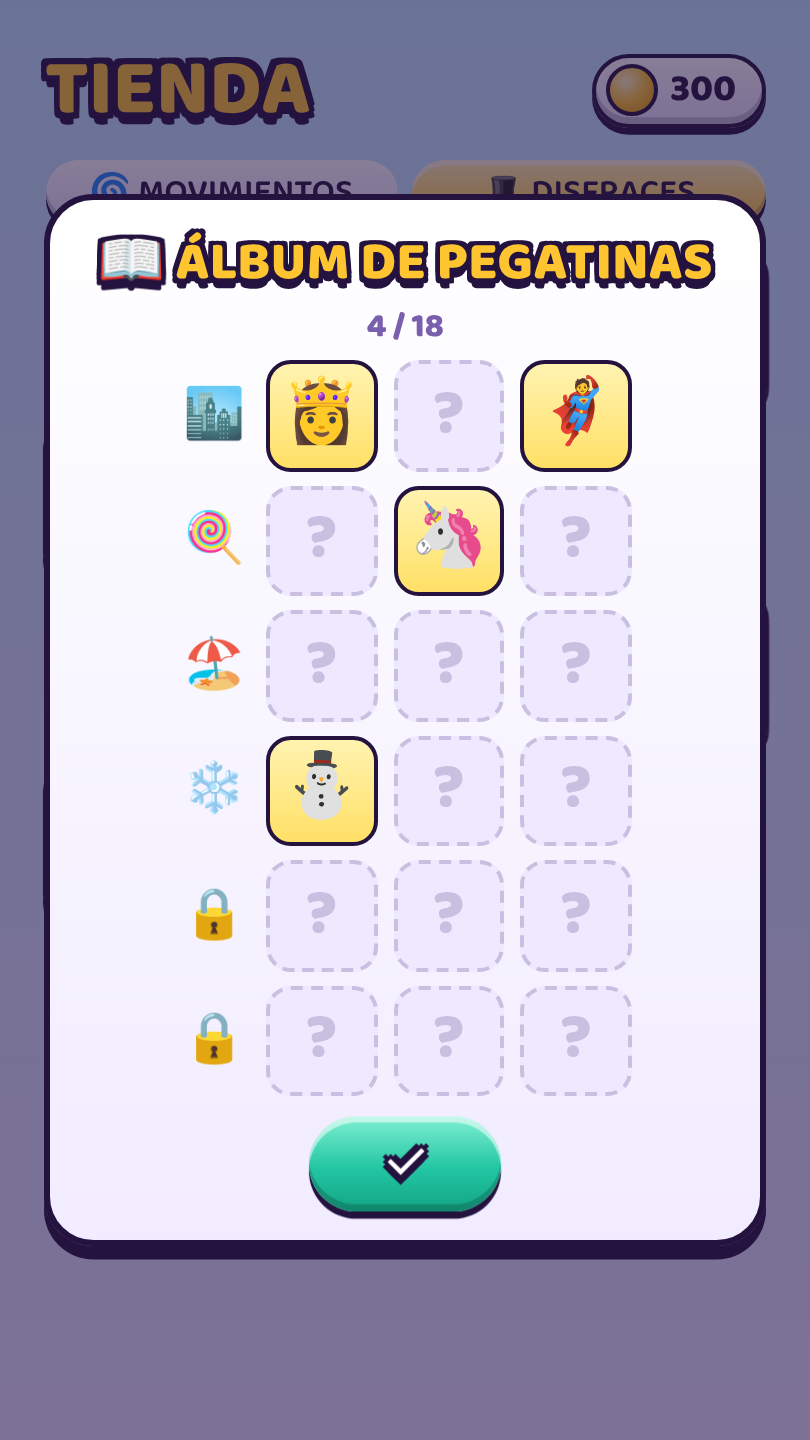 TIENDA
300
MOVIMIENTOS
DISFRACES
ÁLBUM DE PEGATINAS
4 / 18
?
? ?
? ? ?
? ?
? ? ?
? ? ?